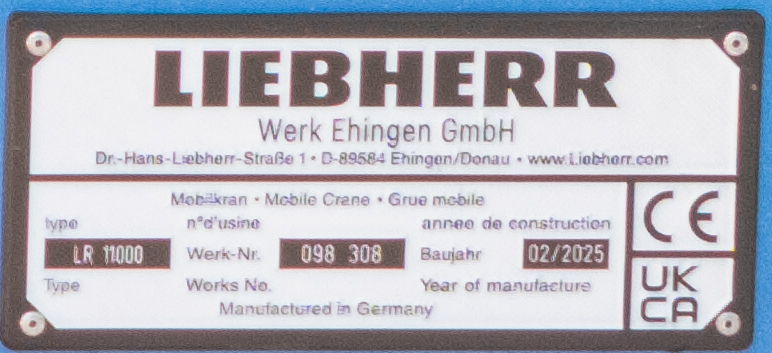 LIEBHERR
Werk Ehingen GmbH
Dr.-Hans-Liebherr-Straße 1 • D-89584 Ehingen/Donau • www.Liebherr.com
Mobilkran • Mobile Crane • Grue mobile
type n°d'usine annee de construction
LR 11000 Werk-Nr. 098 308 Baujahr 02/2025
Type Works No. Year of manufacture
Manufactured in Germany
CE
UK
CA